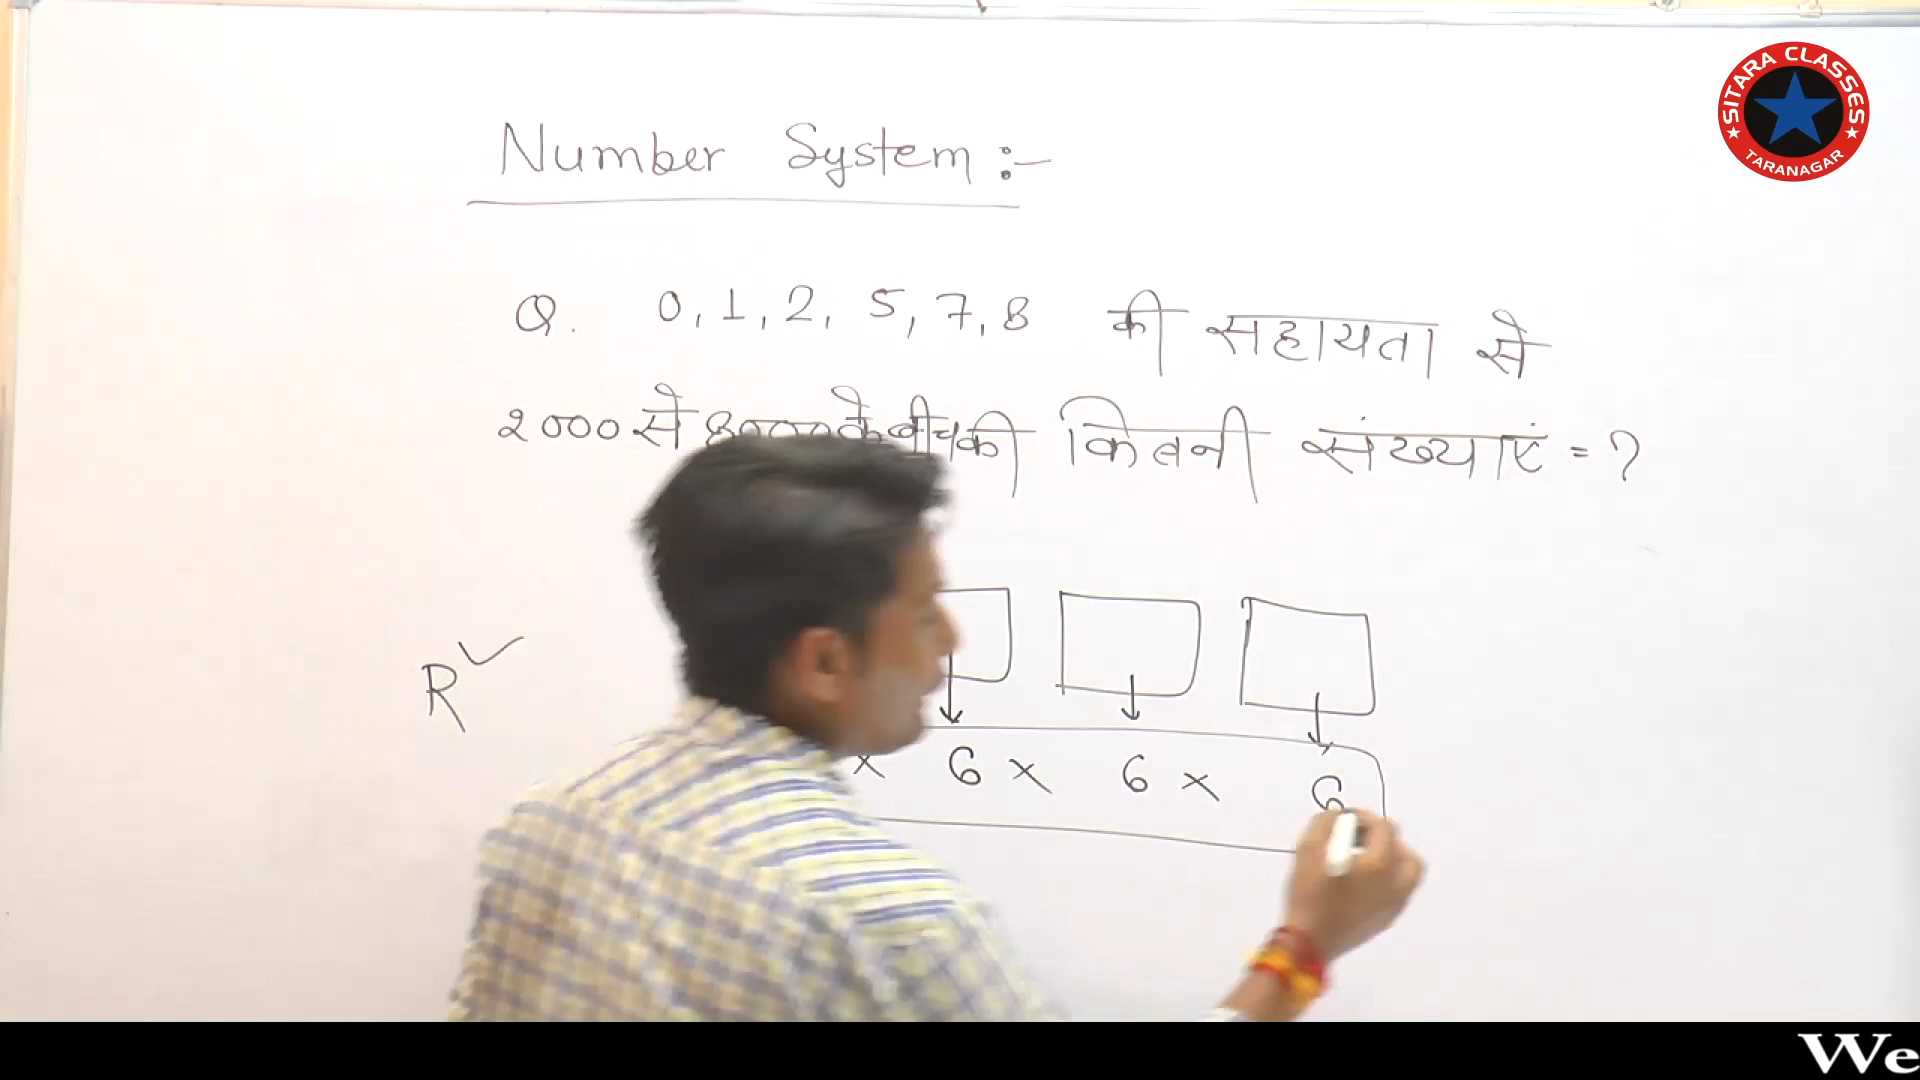 SITARA CLASSES
TARANAGAR
Number System :-
Q. 0, 1, 2, 5, 7, 8 की सहायता से
2000 से 8000 के बीच की कितनी संख्याएं = ?
R ✓
× 6 × 6 × 6
We